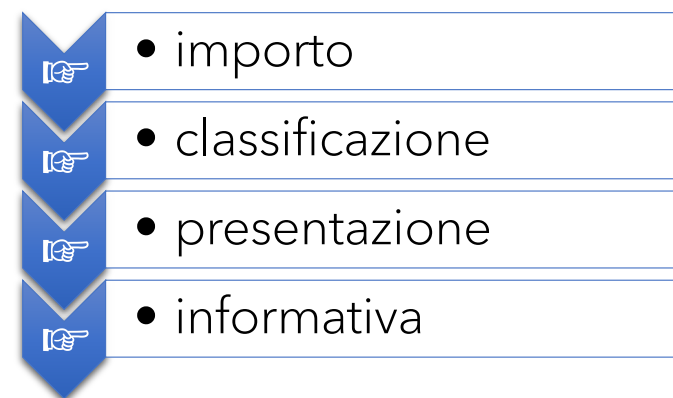 ☞ • importo
☞ • classificazione
☞ • presentazione
☞ • informativa